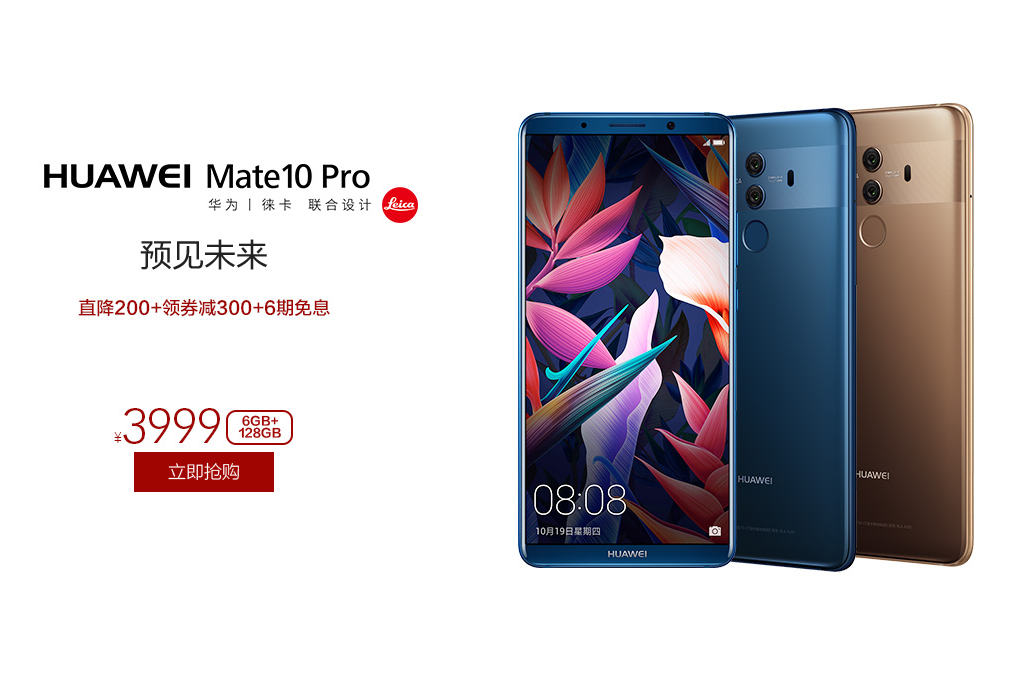 HUAWEI Mate10 Pro
华为 | 徕卡 联合设计
Leica
预见未来
直降200+领券减300+6期免息
¥3999
6GB+
128GB
立即抢购
08:08
10月19日星期四
HUAWEI
HUAWEI
HUAWEI